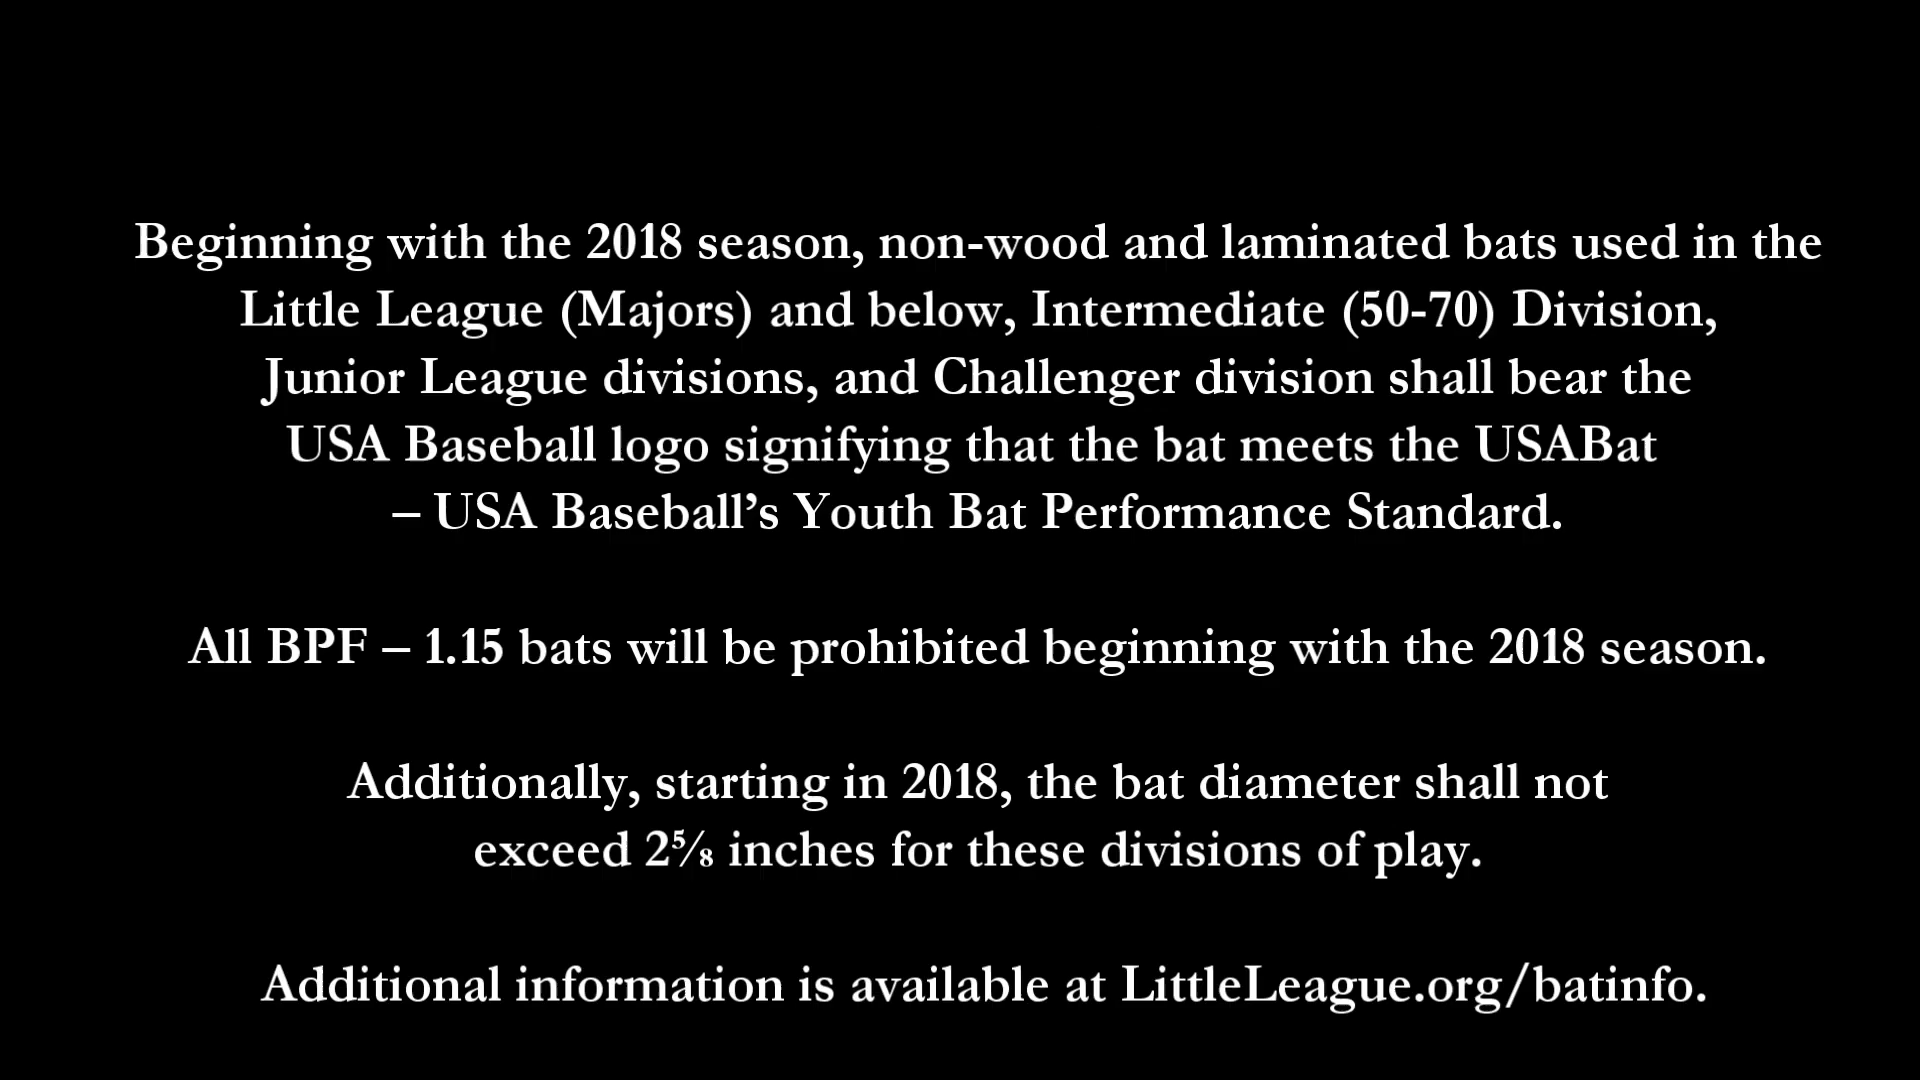 Beginning with the 2018 season, non-wood and laminated bats used in the
Little League (Majors) and below, Intermediate (50-70) Division,
Junior League divisions, and Challenger division shall bear the
USA Baseball logo signifying that the bat meets the USABat
– USA Baseball’s Youth Bat Performance Standard.
All BPF – 1.15 bats will be prohibited beginning with the 2018 season.
Additionally, starting in 2018, the bat diameter shall not
exceed 2⅝ inches for these divisions of play.
Additional information is available at LittleLeague.org/batinfo.